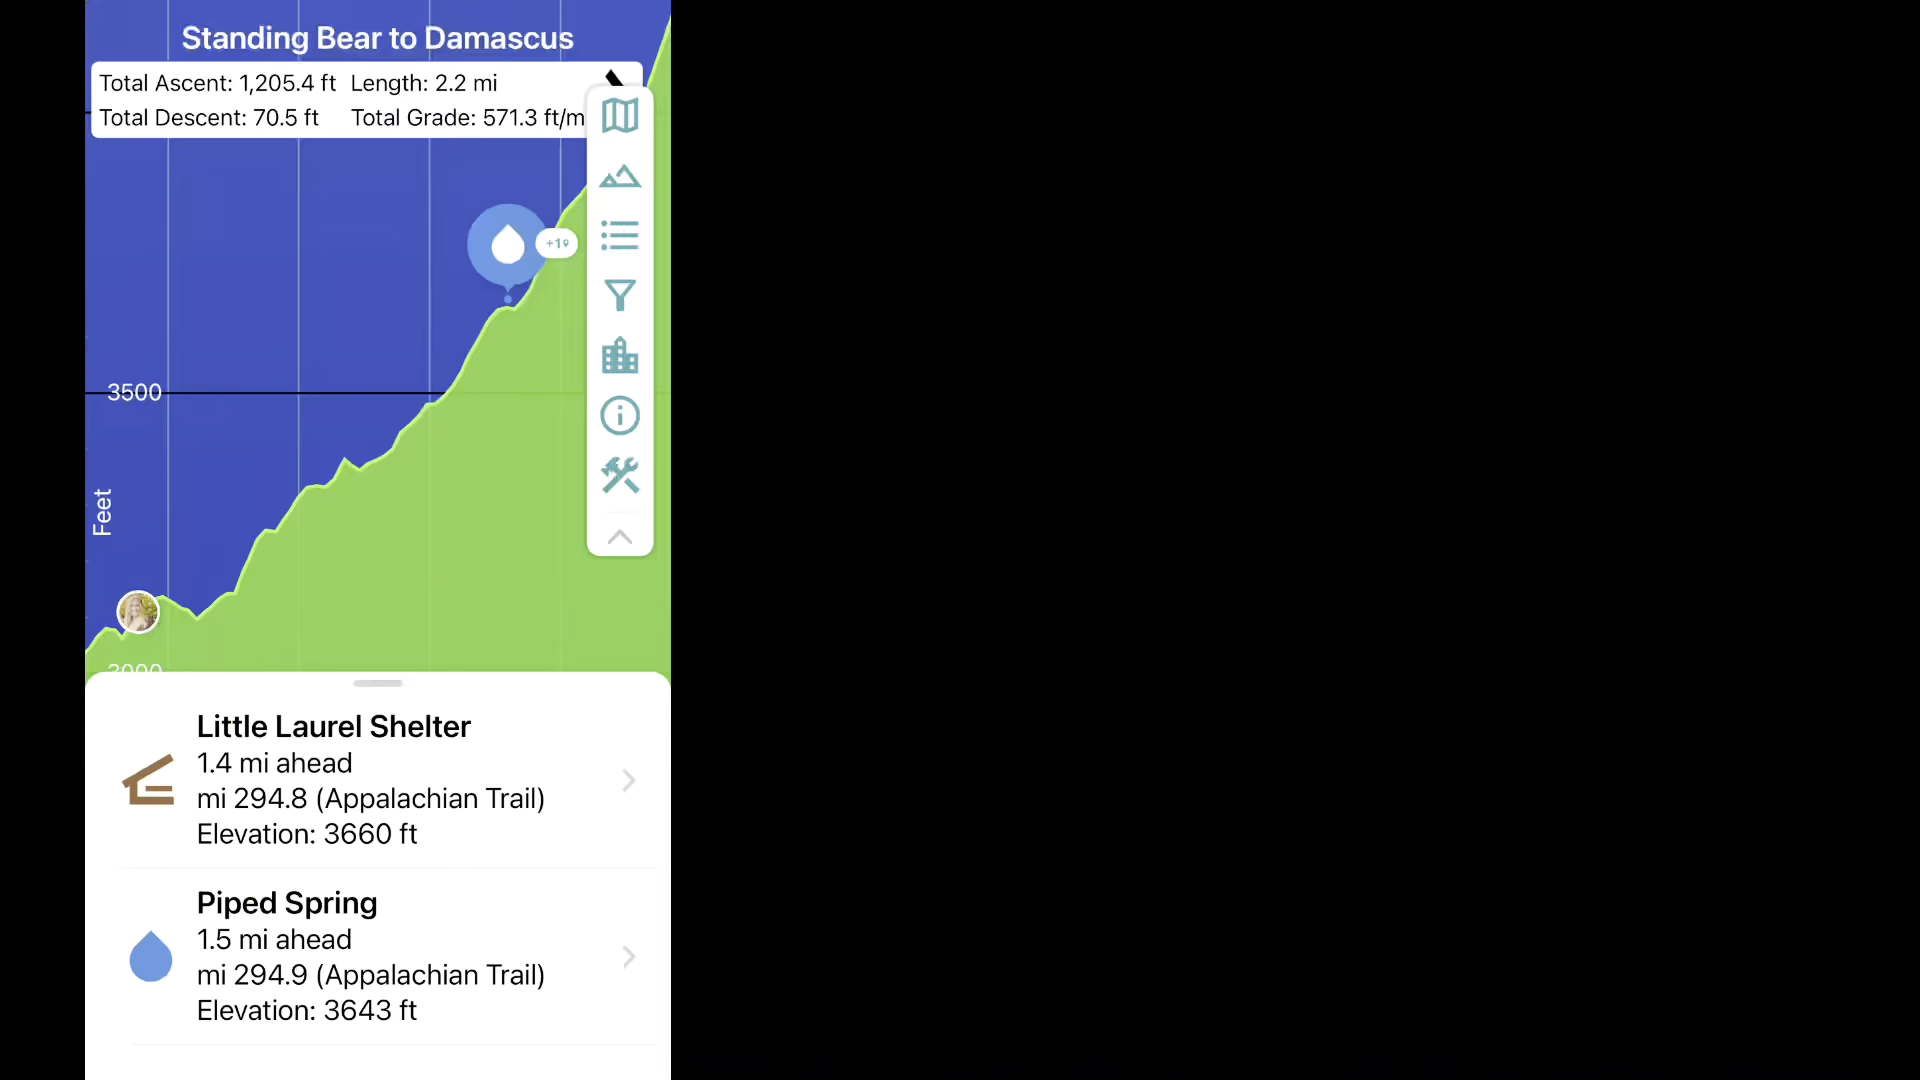 Standing Bear to Damascus
Total Ascent: 1,205.4 ft Length: 2.2 mi
Total Descent: 70.5 ft Total Grade: 571.3 ft/m
+1
3500
Feet
3000
Little Laurel Shelter
1.4 mi ahead
mi 294.8 (Appalachian Trail)
Elevation: 3660 ft
Piped Spring
1.5 mi ahead
mi 294.9 (Appalachian Trail)
Elevation: 3643 ft